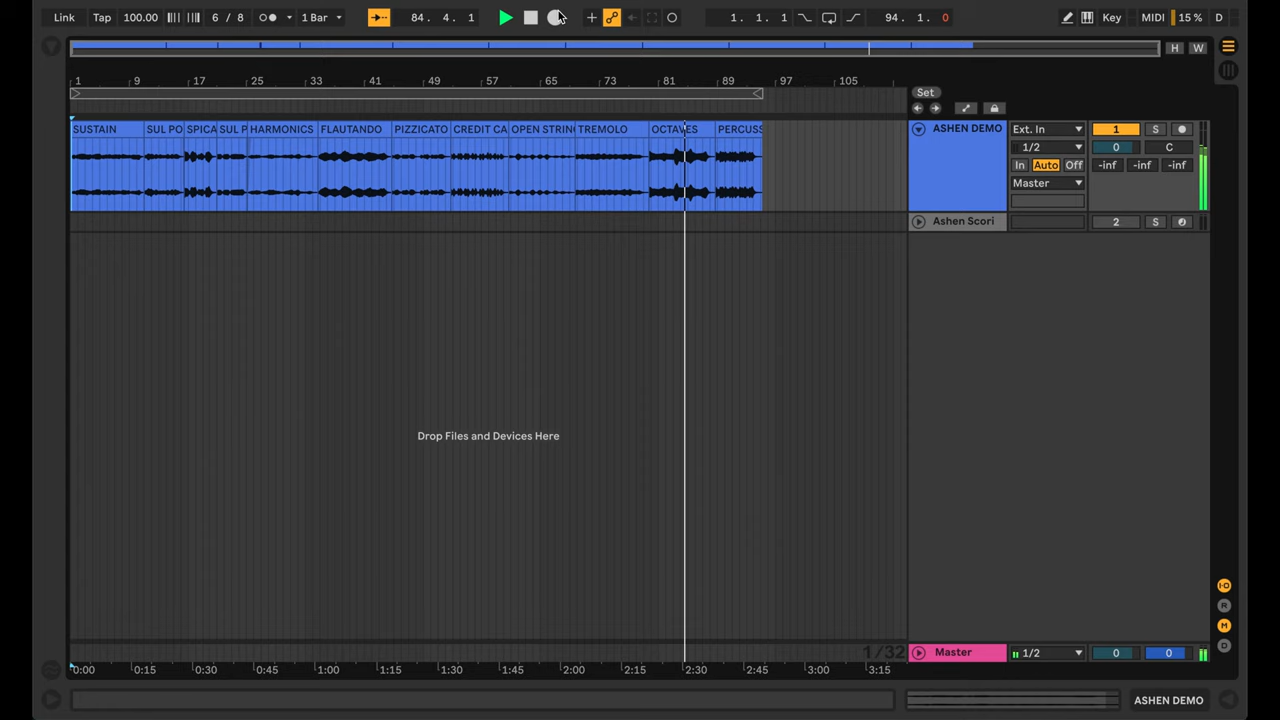 Link Tap 100.00 6 / 8 1 Bar 84. 4. 1 1. 1. 1 94. 1. 0 Key MIDI 15 % D
H W
1 9 17 25 33 41 49 57 65 73 81 89 97 105
Set
SUSTAIN SUL PO SPICA SUL P HARMONICS FLAUTANDO PIZZICATO CREDIT CA OPEN STRIN TREMOLO OCTAVES PERCUSS
ASHEN DEMO Ext. In 1 S
1/2 0 C
In Auto Off -inf -inf -inf
Master
Ashen Scori 2 S
Drop Files and Devices Here
I·O
R
M
D
1/32
Master 1/2 0 0
0:00 0:15 0:30 0:45 1:00 1:15 1:30 1:45 2:00 2:15 2:30 2:45 3:00 3:15
ASHEN DEMO